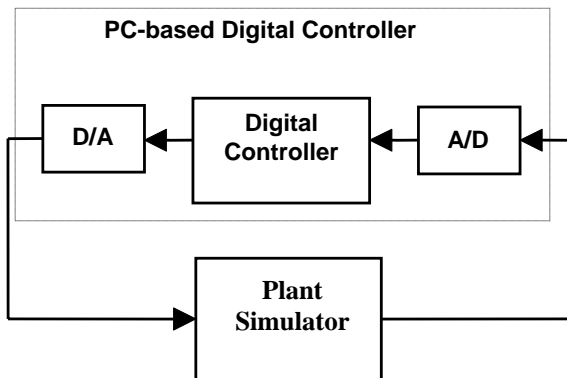 PC-based Digital Controller
D/A
Digital
Controller
A/D
Plant
Simulator